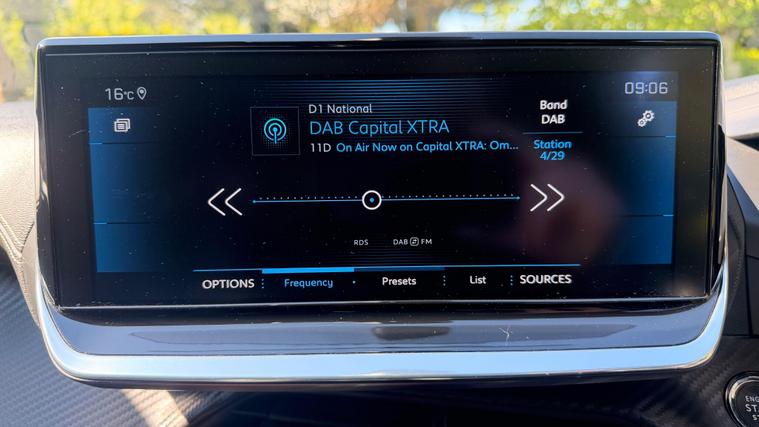 16°C
09:06
D1 National
DAB Capital XTRA
11D On Air Now on Capital XTRA: Om...
Band
DAB
Station
4/29
RDS
DAB FM
OPTIONS
Frequency
Presets
List
SOURCES